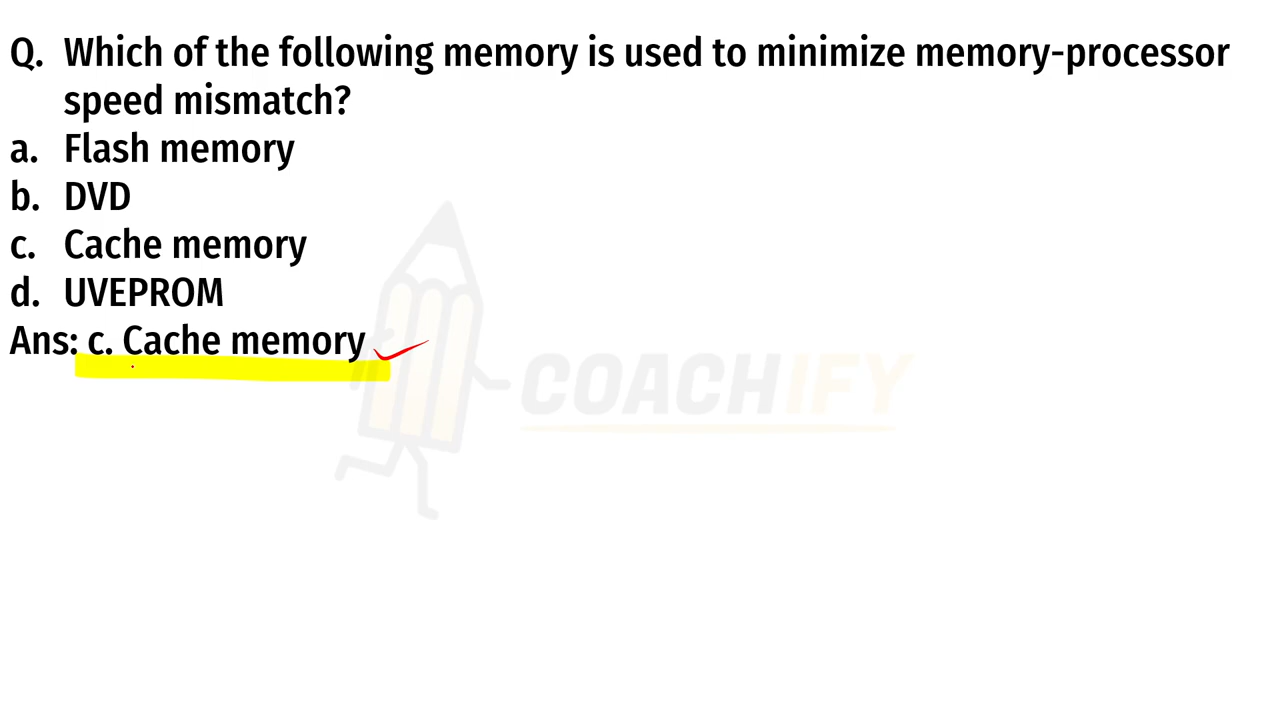 Q. Which of the following memory is used to minimize memory-processor
speed mismatch?
a. Flash memory
b. DVD
c. Cache memory
d. UVEPROM
Ans: c. Cache memory
COACHIFY